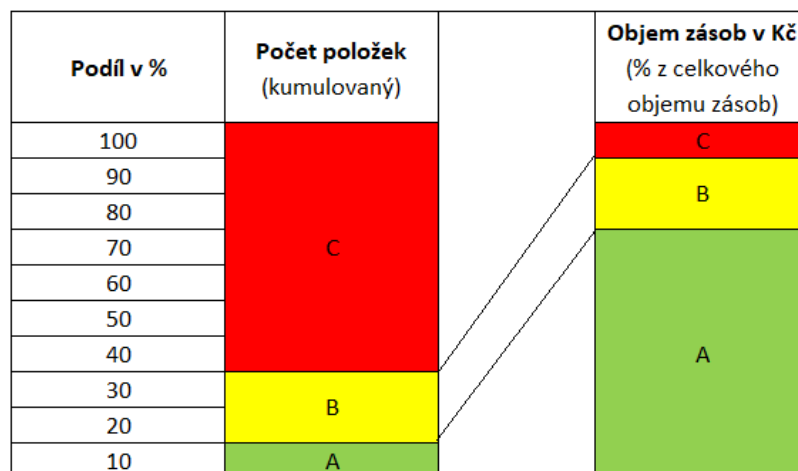 Podíl v %
Počet položek
(kumulovaný)
Objem zásob v Kč
(% z celkového
objemu zásob)
100
C
90
B
80
70
C
60
50
40
A
30
B
20
10
A